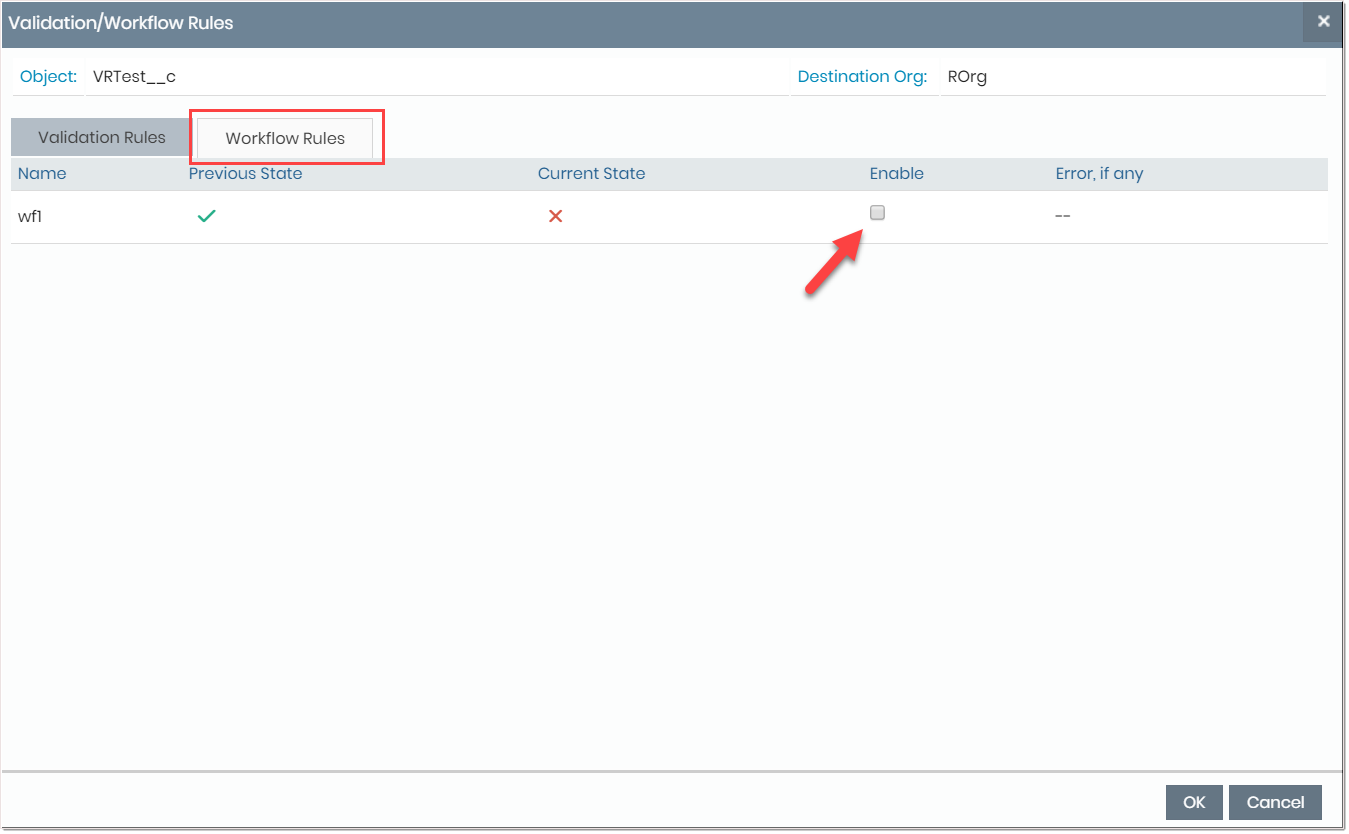 Validation/Workflow Rules
Object: VRTest__c Destination Org: ROrg
Validation Rules Workflow Rules
Name Previous State Current State Enable Error, if any
wf1 --
OK Cancel